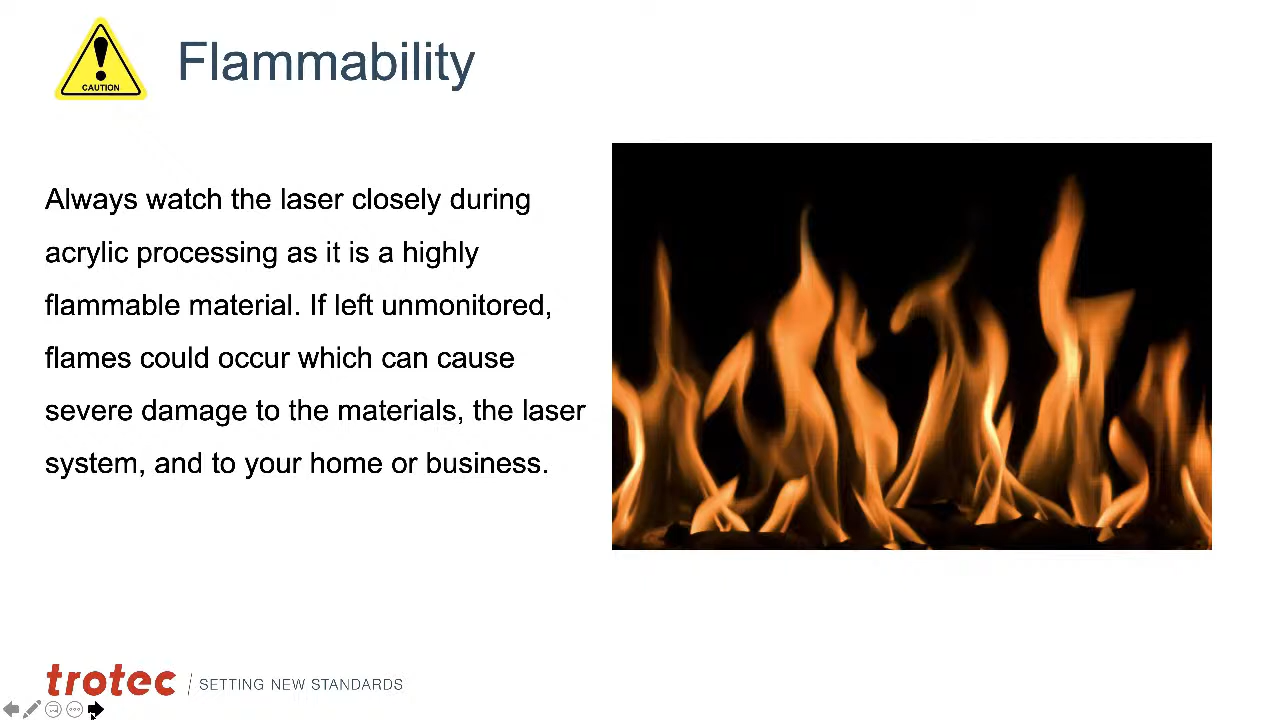 CAUTION
Flammability
Always watch the laser closely during
acrylic processing as it is a highly
flammable material. If left unmonitored,
flames could occur which can cause
severe damage to the materials, the laser
system, and to your home or business.
trotec / SETTING NEW STANDARDS